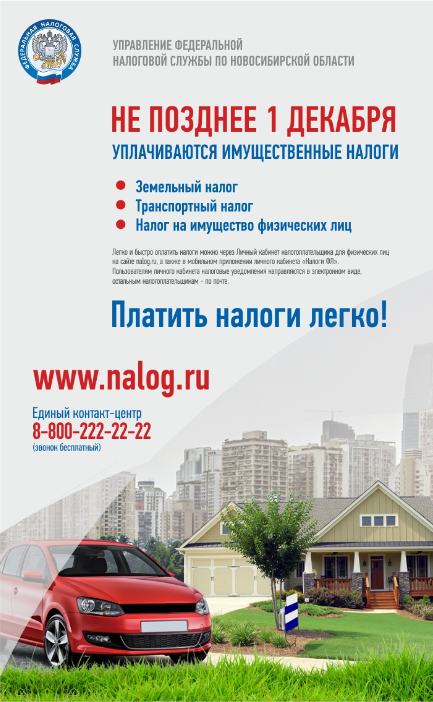 ФЕДЕРАЛЬНАЯ НАЛОГОВАЯ СЛУЖБА
УПРАВЛЕНИЕ ФЕДЕРАЛЬНОЙ
НАЛОГОВОЙ СЛУЖБЫ ПО НОВОСИБИРСКОЙ ОБЛАСТИ
НЕ ПОЗДНЕЕ 1 ДЕКАБРЯ
УПЛАЧИВАЮТСЯ ИМУЩЕСТВЕННЫЕ НАЛОГИ
Земельный налог
Транспортный налог
Налог на имущество физических лиц
Легко и быстро оплатить налоги можно через Личный кабинет налогоплательщика для физических лиц
на сайте nalog.ru, а также в мобильном приложении личного кабинета «Налоги ФЛ».
Пользователям личного кабинета налоговые уведомления направляются в электронном виде,
остальным налогоплательщикам - по почте.
Платить налоги легко!
www.nalog.ru
Единый контакт-центр
8-800-222-22-22
(звонок бесплатный)